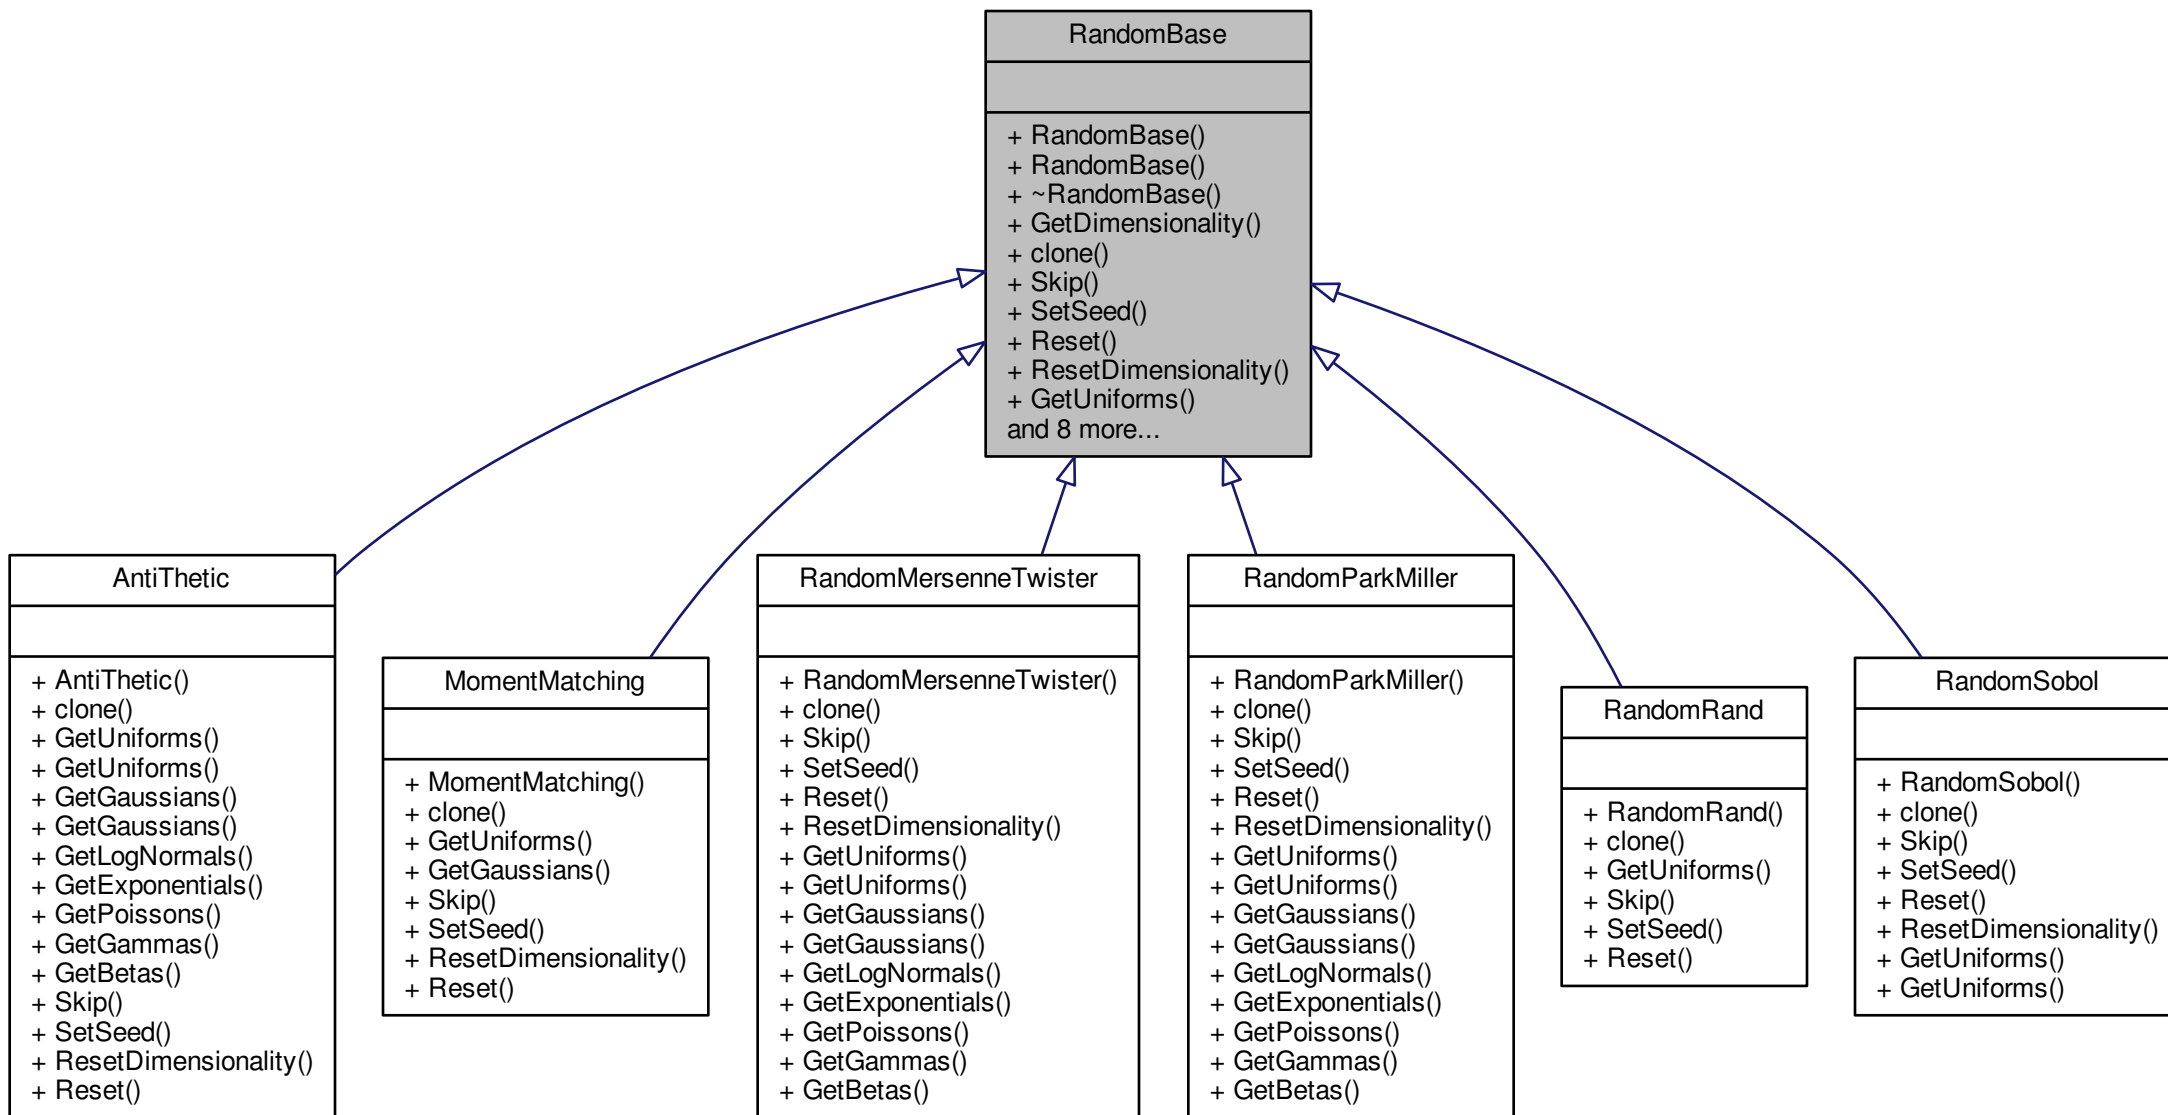 RandomBase
+ RandomBase()
+ RandomBase()
+ ~RandomBase()
+ GetDimensionality()
+ clone()
+ Skip()
+ SetSeed()
+ Reset()
+ ResetDimensionality()
+ GetUniforms()
and 8 more...
AntiThetic
+ AntiThetic()
+ clone()
+ GetUniforms()
+ GetUniforms()
+ GetGaussians()
+ GetGaussians()
+ GetLogNormals()
+ GetExponentials()
+ GetPoissons()
+ GetGammas()
+ GetBetas()
+ Skip()
+ SetSeed()
+ ResetDimensionality()
+ Reset()
MomentMatching
+ MomentMatching()
+ clone()
+ GetUniforms()
+ GetGaussians()
+ Skip()
+ SetSeed()
+ ResetDimensionality()
+ Reset()
RandomMersenneTwister
+ RandomMersenneTwister()
+ clone()
+ Skip()
+ SetSeed()
+ Reset()
+ ResetDimensionality()
+ GetUniforms()
+ GetUniforms()
+ GetGaussians()
+ GetGaussians()
+ GetLogNormals()
+ GetExponentials()
+ GetPoissons()
+ GetGammas()
+ GetBetas()
RandomParkMiller
+ RandomParkMiller()
+ clone()
+ Skip()
+ SetSeed()
+ Reset()
+ ResetDimensionality()
+ GetUniforms()
+ GetUniforms()
+ GetGaussians()
+ GetGaussians()
+ GetLogNormals()
+ GetExponentials()
+ GetPoissons()
+ GetGammas()
+ GetBetas()
RandomRand
+ RandomRand()
+ clone()
+ GetUniforms()
+ Skip()
+ SetSeed()
+ Reset()
RandomSobol
+ RandomSobol()
+ clone()
+ Skip()
+ SetSeed()
+ Reset()
+ ResetDimensionality()
+ GetUniforms()
+ GetUniforms()